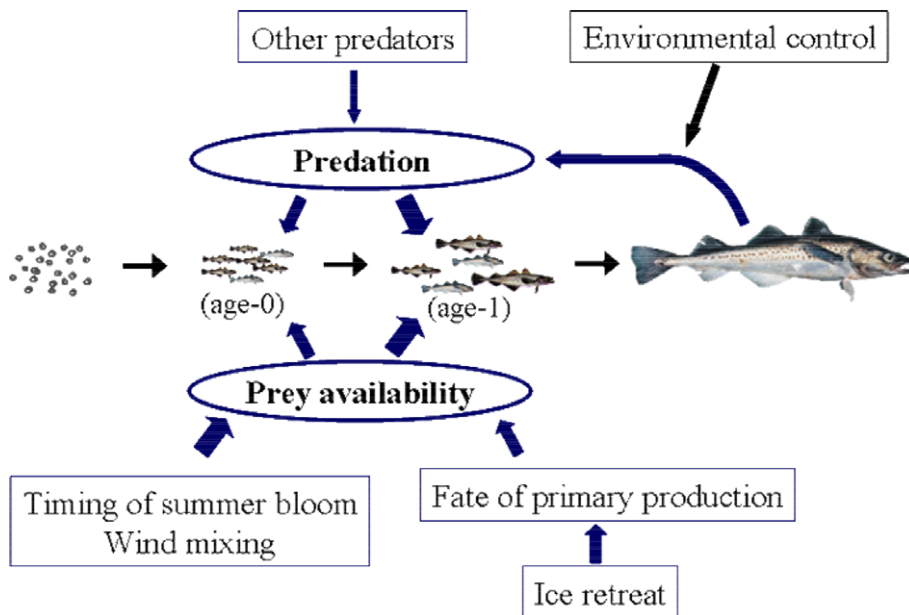 Other predators
Environmental control
Predation
(age-0)
(age-1)
Prey availability
Timing of summer bloom
Wind mixing
Fate of primary production
Ice retreat